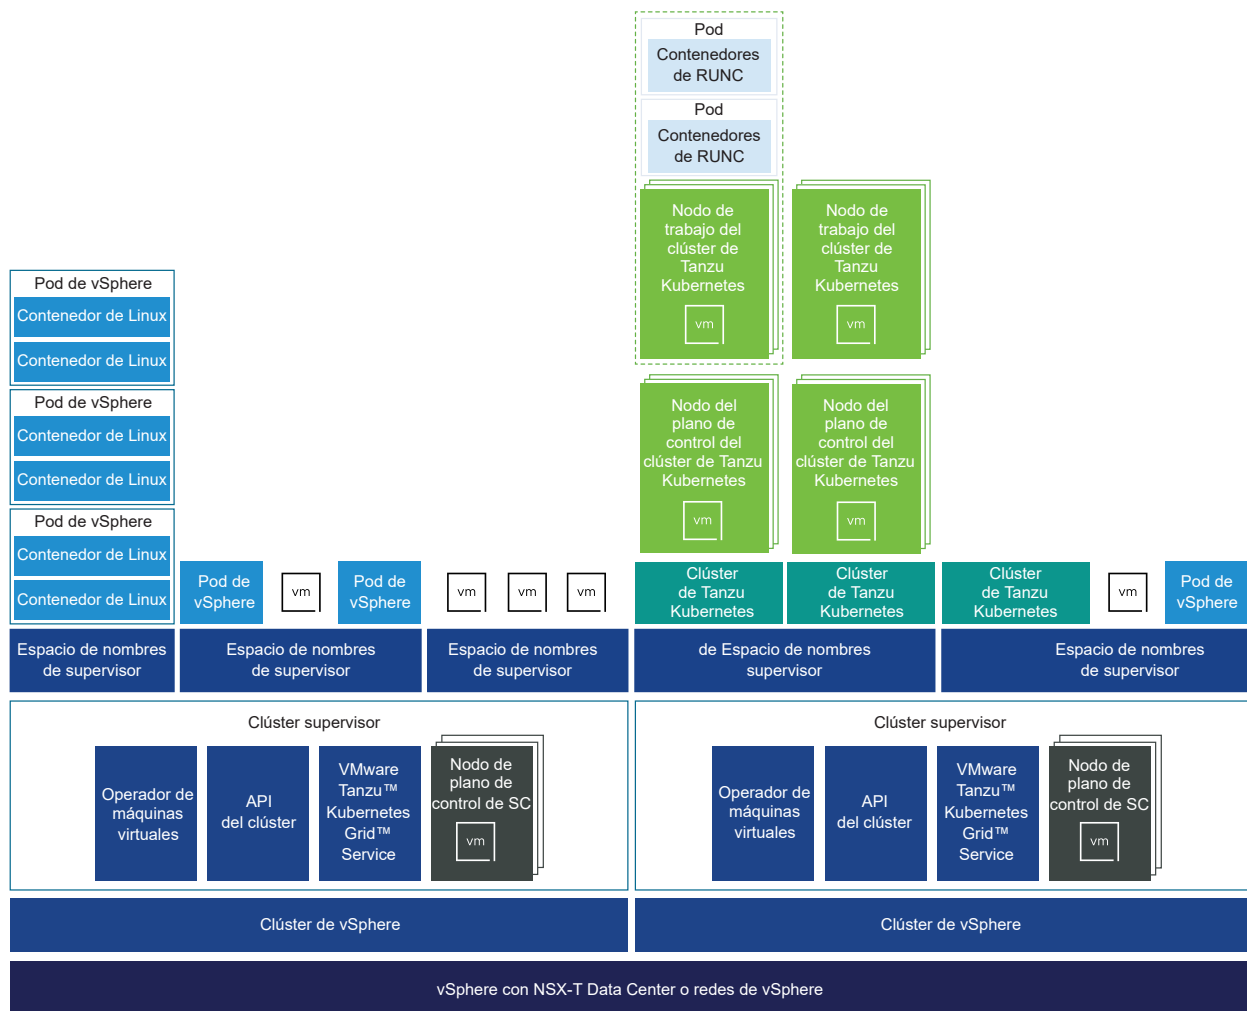 Pod
Contenedores
de RUNC
Pod
Contenedores
de RUNC
Nodo de
trabajo del
clúster de
Tanzu
Kubernetes
vm
Nodo de
trabajo del
clúster de
Tanzu
Kubernetes
vm
Pod de vSphere
Contenedor de Linux
Contenedor de Linux
Pod de vSphere
Contenedor de Linux
Contenedor de Linux
Pod de vSphere
Contenedor de Linux
Contenedor de Linux
Nodo del
plano de
control del
clúster de Tanzu
Kubernetes
vm
Nodo del
plano de
control del
clúster de Tanzu
Kubernetes
vm
Pod de
vSphere
vm
Pod de
vSphere
vm
vm
vm
Clúster
de Tanzu
Kubernetes
Clúster
de Tanzu
Kubernetes
Clúster
de Tanzu
Kubernetes
vm
Pod de
vSphere
Espacio de nombres
de supervisor
Espacio de nombres
de supervisor
Espacio de nombres
de supervisor
de Espacio de nombres
supervisor
Espacio de nombres
de supervisor
Clúster supervisor
Operador de
máquinas
virtuales
API
del clúster
VMware
Tanzu™
Kubernetes
Grid™
Service
Nodo de
plano de
control de SC
vm
Clúster supervisor
Operador de
máquinas
virtuales
API
del clúster
VMware
Tanzu™
Kubernetes
Grid™
Service
Nodo de
plano de
control de SC
vm
Clúster de vSphere
Clúster de vSphere
vSphere con NSX-T Data Center o redes de vSphere